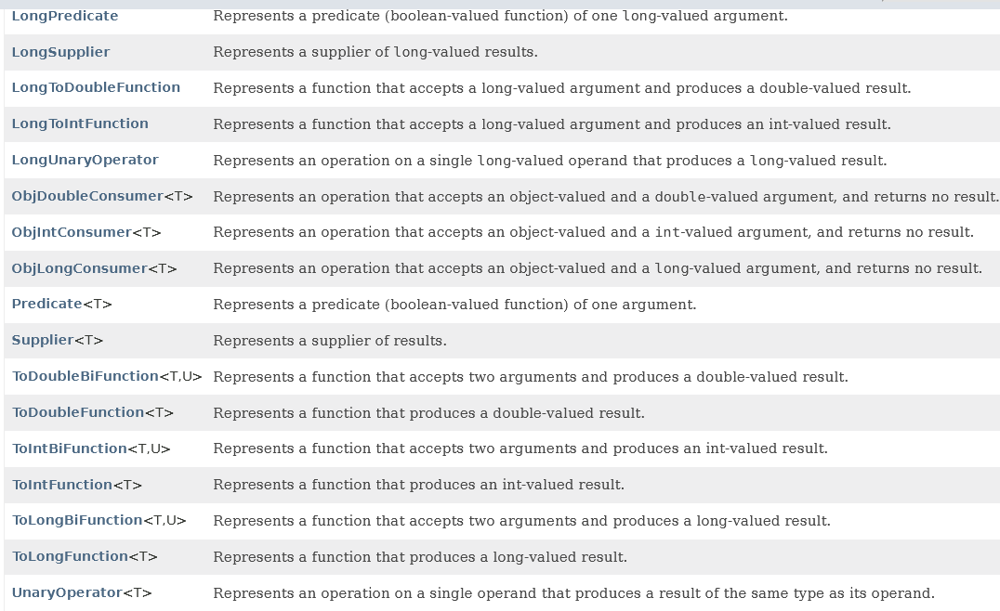 LongPredicate Represents a predicate (boolean-valued function) of one long-valued argument.
LongSupplier Represents a supplier of long-valued results.
LongToDoubleFunction Represents a function that accepts a long-valued argument and produces a double-valued result.
LongToIntFunction Represents a function that accepts a long-valued argument and produces an int-valued result.
LongUnaryOperator Represents an operation on a single long-valued operand that produces a long-valued result.
ObjDoubleConsumer<T> Represents an operation that accepts an object-valued and a double-valued argument, and returns no result.
ObjIntConsumer<T> Represents an operation that accepts an object-valued and a int-valued argument, and returns no result.
ObjLongConsumer<T> Represents an operation that accepts an object-valued and a long-valued argument, and returns no result.
Predicate<T> Represents a predicate (boolean-valued function) of one argument.
Supplier<T> Represents a supplier of results.
ToDoubleBiFunction<T,U> Represents a function that accepts two arguments and produces a double-valued result.
ToDoubleFunction<T> Represents a function that produces a double-valued result.
ToIntBiFunction<T,U> Represents a function that accepts two arguments and produces an int-valued result.
ToIntFunction<T> Represents a function that produces an int-valued result.
ToLongBiFunction<T,U> Represents a function that accepts two arguments and produces a long-valued result.
ToLongFunction<T> Represents a function that produces a long-valued result.
UnaryOperator<T> Represents an operation on a single operand that produces a result of the same type as its operand.